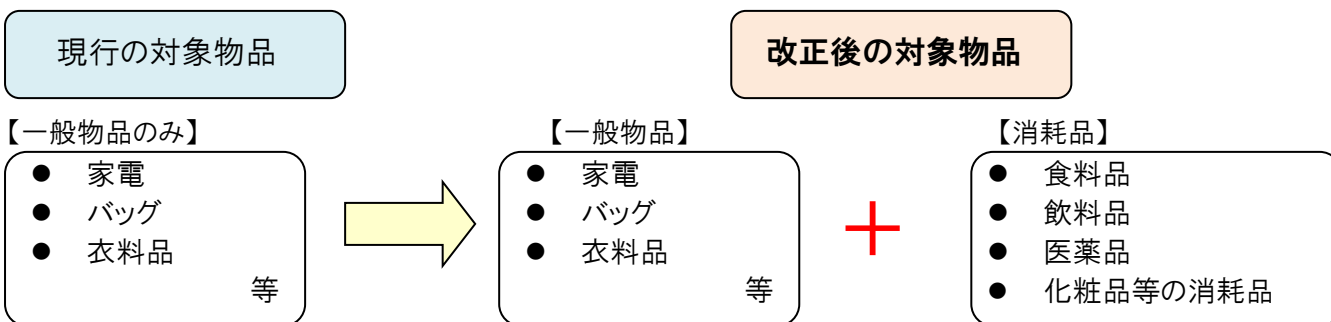 現行の対象物品
改正後の対象物品
【一般物品のみ】
● 家電
● バッグ
● 衣料品
等
【一般物品】
● 家電
● バッグ
● 衣料品
等
【消耗品】
● 食料品
● 飲料品
● 医薬品
● 化粧品等の消耗品